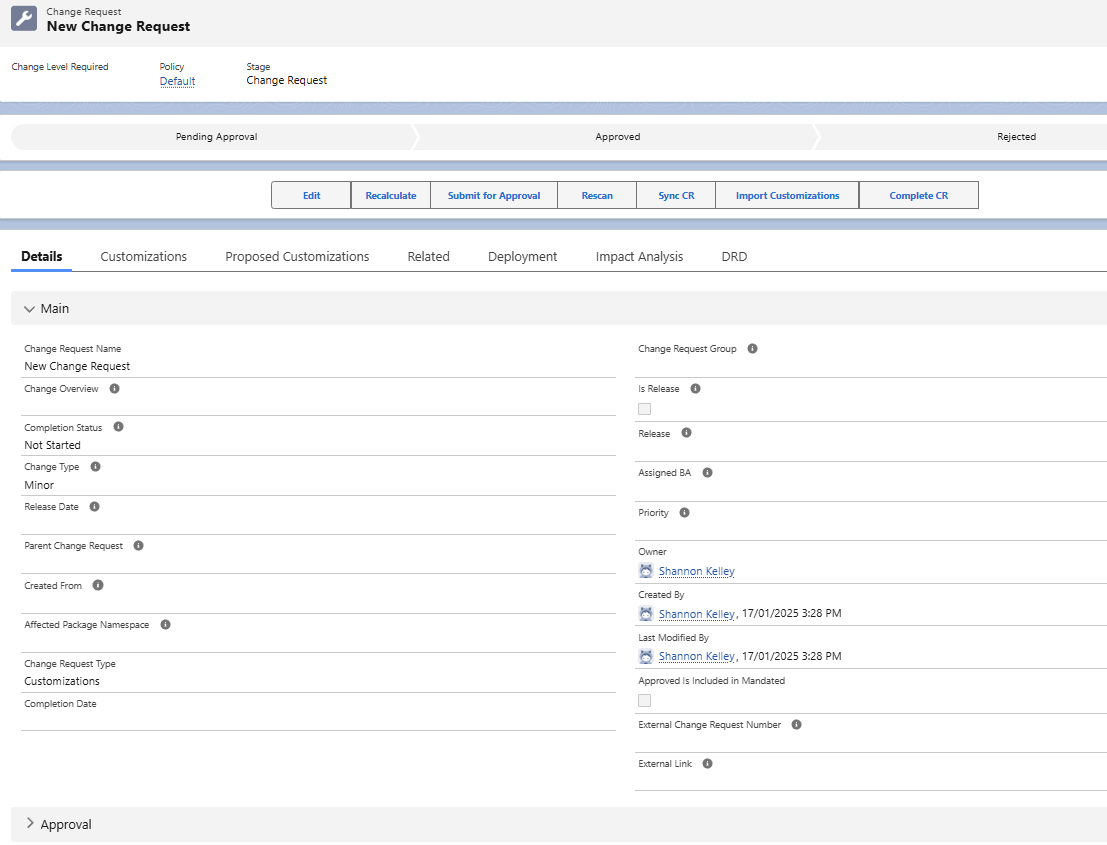 Change Request
New Change Request
Change Level Required
Policy
Default
Stage
Change Request
Pending Approval
Approved
Rejected
Edit
Recalculate
Submit for Approval
Rescan
Sync CR
Import Customizations
Complete CR
Details
Customizations
Proposed Customizations
Related
Deployment
Impact Analysis
DRD
Main
Change Request Name
New Change Request
Change Overview
Completion Status
Not Started
Change Type
Minor
Release Date
Parent Change Request
Created From
Affected Package Namespace
Change Request Type
Customizations
Completion Date
Change Request Group
Is Release
Release
Assigned BA
Priority
Owner
Shannon Kelley
Created By
Shannon Kelley, 17/01/2025 3:28 PM
Last Modified By
Shannon Kelley, 17/01/2025 3:28 PM
Approved Is Included in Mandated
External Change Request Number
External Link
Approval